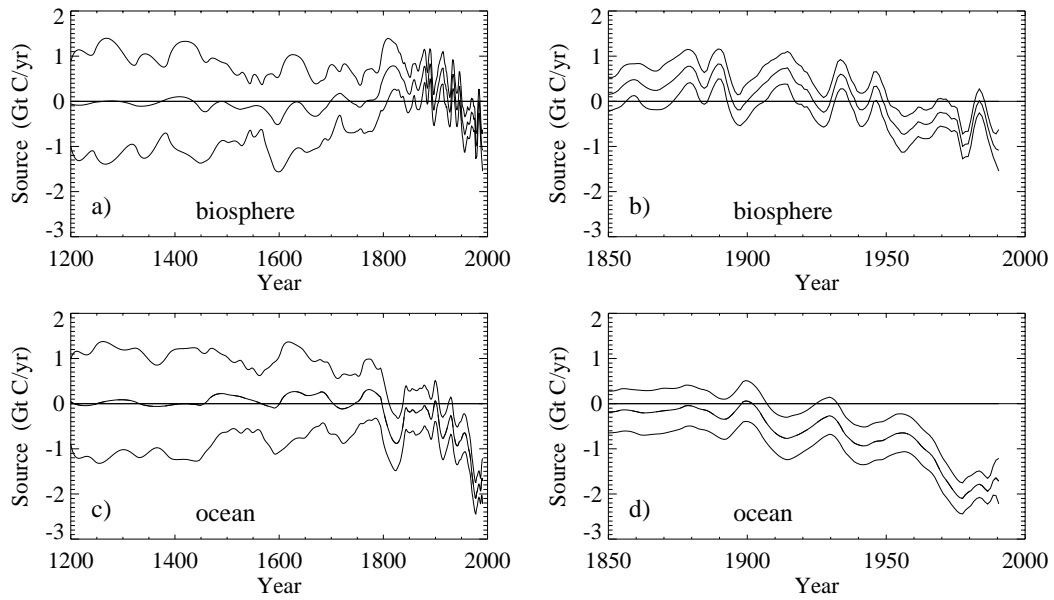 2
1
0
-1
-2
-3
Source (Gt C/yr)
a)
biosphere
1200
1400
1600
1800
2000
Year
2
1
0
-1
-2
-3
Source (Gt C/yr)
b)
biosphere
1850
1900
1950
2000
Year
2
1
0
-1
-2
-3
Source (Gt C/yr)
c)
ocean
1200
1400
1600
1800
2000
Year
2
1
0
-1
-2
-3
Source (Gt C/yr)
d)
ocean
1850
1900
1950
2000
Year